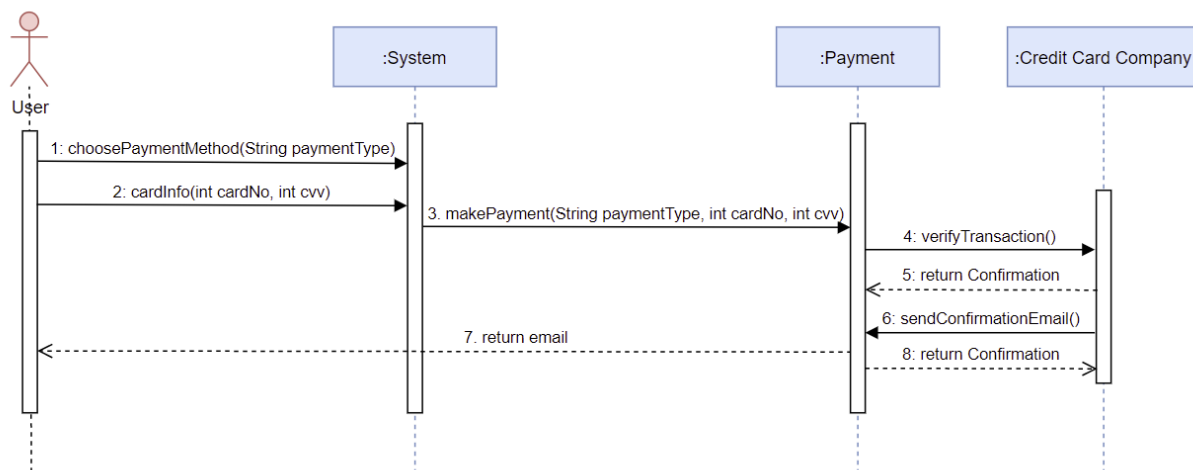 User
:System
:Payment
:Credit Card Company
1: choosePaymentMethod(String paymentType)
2: cardInfo(int cardNo, int cvv)
3. makePayment(String paymentType, int cardNo, int cvv)
4: verifyTransaction()
5: return Confirmation
6: sendConfirmationEmail()
7. return email
8: return Confirmation